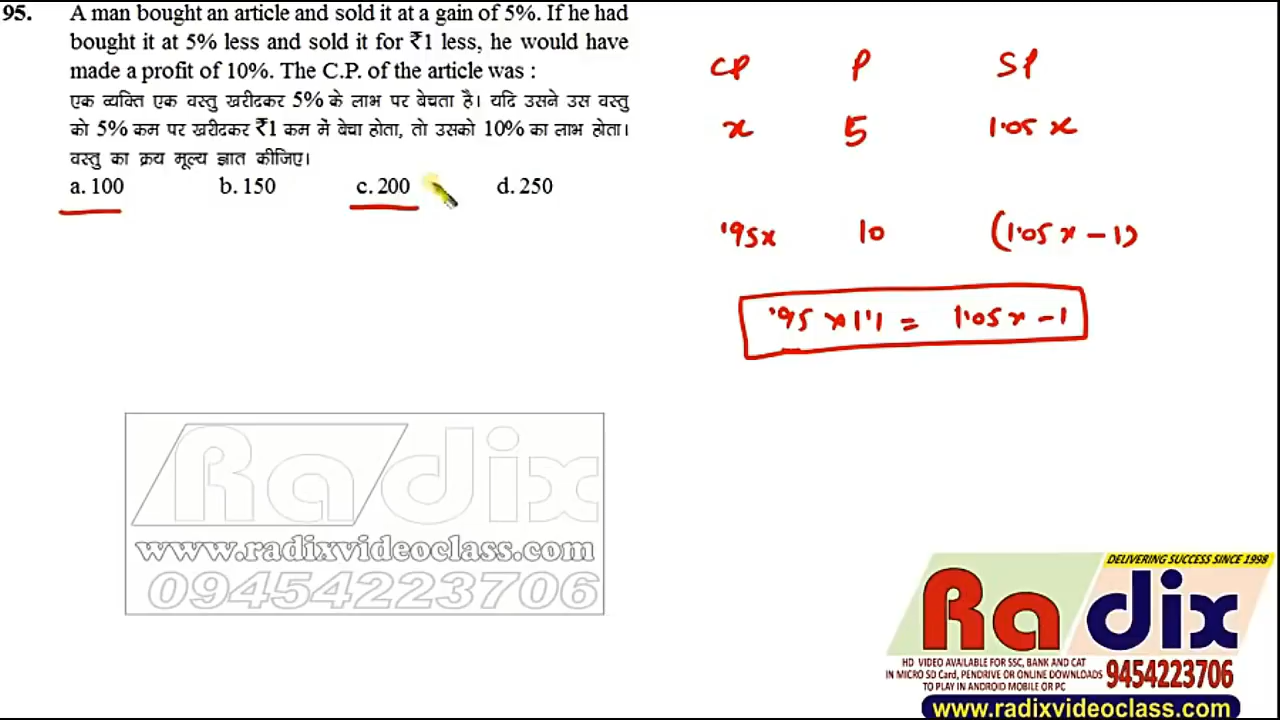 95. A man bought an article and sold it at a gain of 5%. If he had
bought it at 5% less and sold it for ₹1 less, he would have
made a profit of 10%. The C.P. of the article was :
एक व्यक्ति एक वस्तु खरीदकर 5% के लाभ पर बेचता है। यदि उसने उस वस्तु
को 5% कम पर खरीदकर ₹1 कम में बेचा होता, तो उसको 10% का लाभ होता।
वस्तु का क्रय मूल्य ज्ञात कीजिए।
a. 100 b. 150 c. 200 d. 250
CP P SP
x 5 1.05 x
.95x 10 (1.05 x - 1)
.95 x 1.1 = 1.05x - 1
Radix
www.radixvideoclass.com
09454223706
DELIVERING SUCCESS SINCE 1998
Radix
HD VIDEO AVAILABLE FOR SSC, BANK AND CAT
IN MICRO SD Card, PENDRIVE OR ONLINE DOWNLOADS
TO PLAY IN ANDROID MOBILE OR PC
9454223706
www.radixvideoclass.com